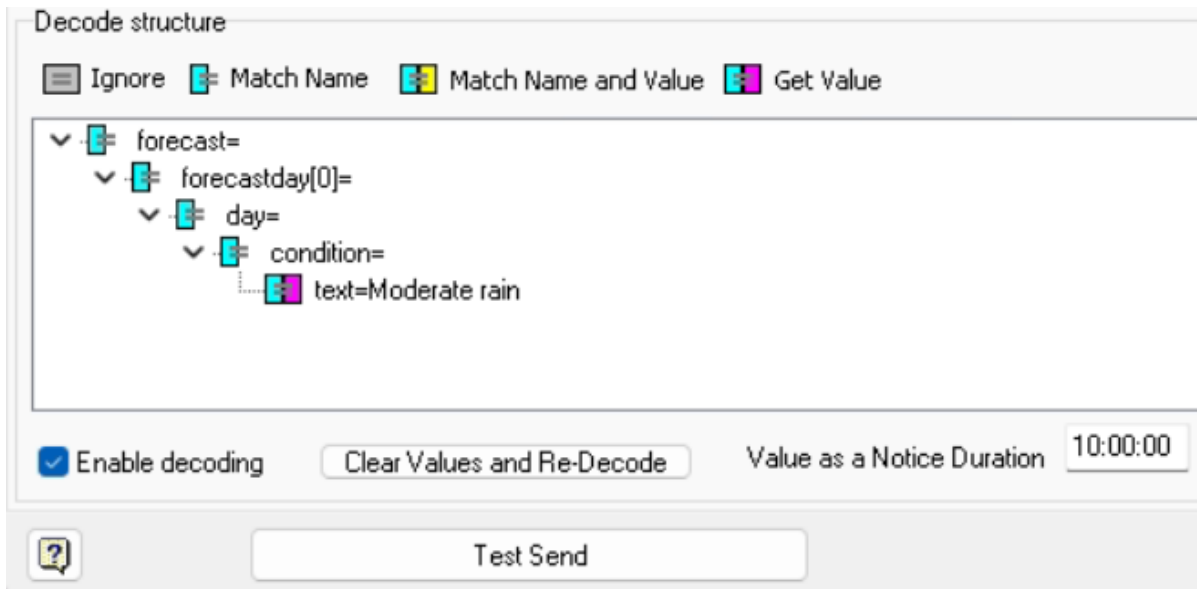 Decode structure
Ignore Match Name Match Name and Value Get Value
forecast=
forecastday[0]=
day=
condition=
text=Moderate rain
Enable decoding Clear Values and Re-Decode Value as a Notice Duration 10:00:00
? Test Send